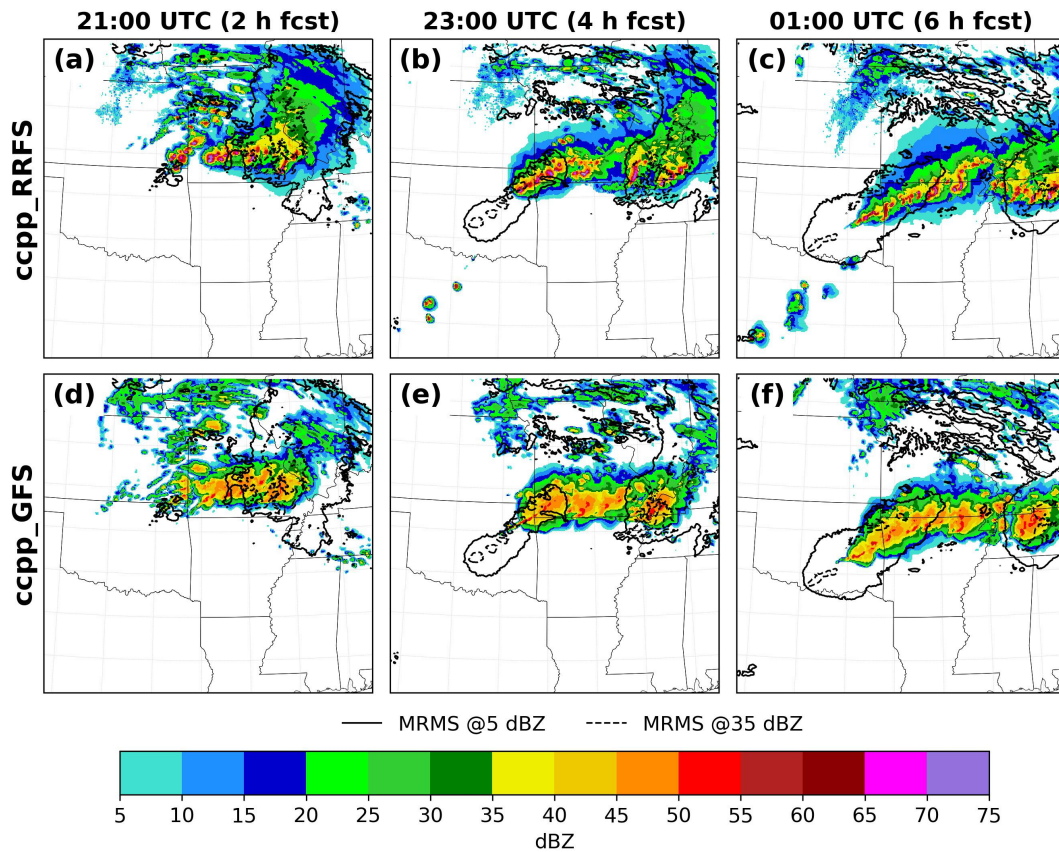 21:00 UTC (2 h fcst) 23:00 UTC (4 h fcst) 01:00 UTC (6 h fcst)
ccpp_RRFS
(a) (b) (c)
ccpp_GFS
(d) (e) (f)
MRMS @5 dBZ MRMS @35 dBZ
5 10 15 20 25 30 35 40 45 50 55 60 65 70 75
dBZ